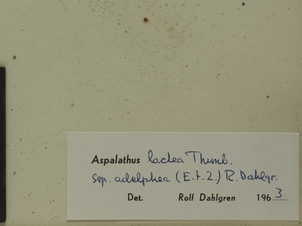 Aspalathus lactea Thunb.
ssp. adelphea (E. & Z.) R. Dahlgr.
Det. Rolf Dahlgren 1963